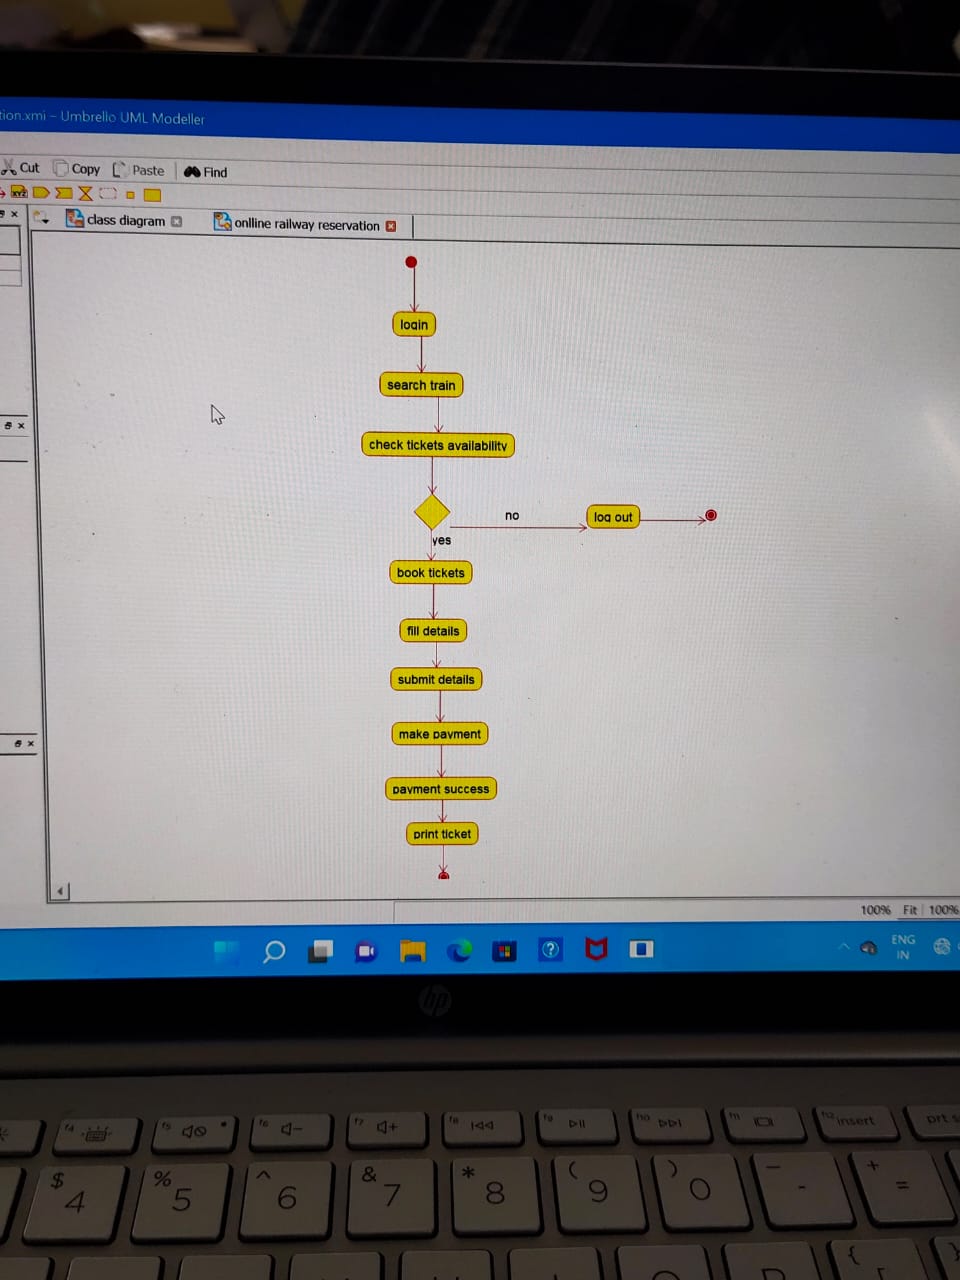 tion.xmi – Umbrello UML Modeller
Cut Copy Paste Find
XYZ
class diagram onlline railway reservation
login
search train
check tickets availability
no
log out
yes
book tickets
fill details
submit details
make payment
payment success
print ticket
100% Fit 100%
ENG
IN
hp
f4 f5 f6 f7 f8 f9 f10 f11 f12 insert prt s
$ 4 % 5 ^ 6 & 7 * 8 ( 9 ) 0 _ - + =
{ }